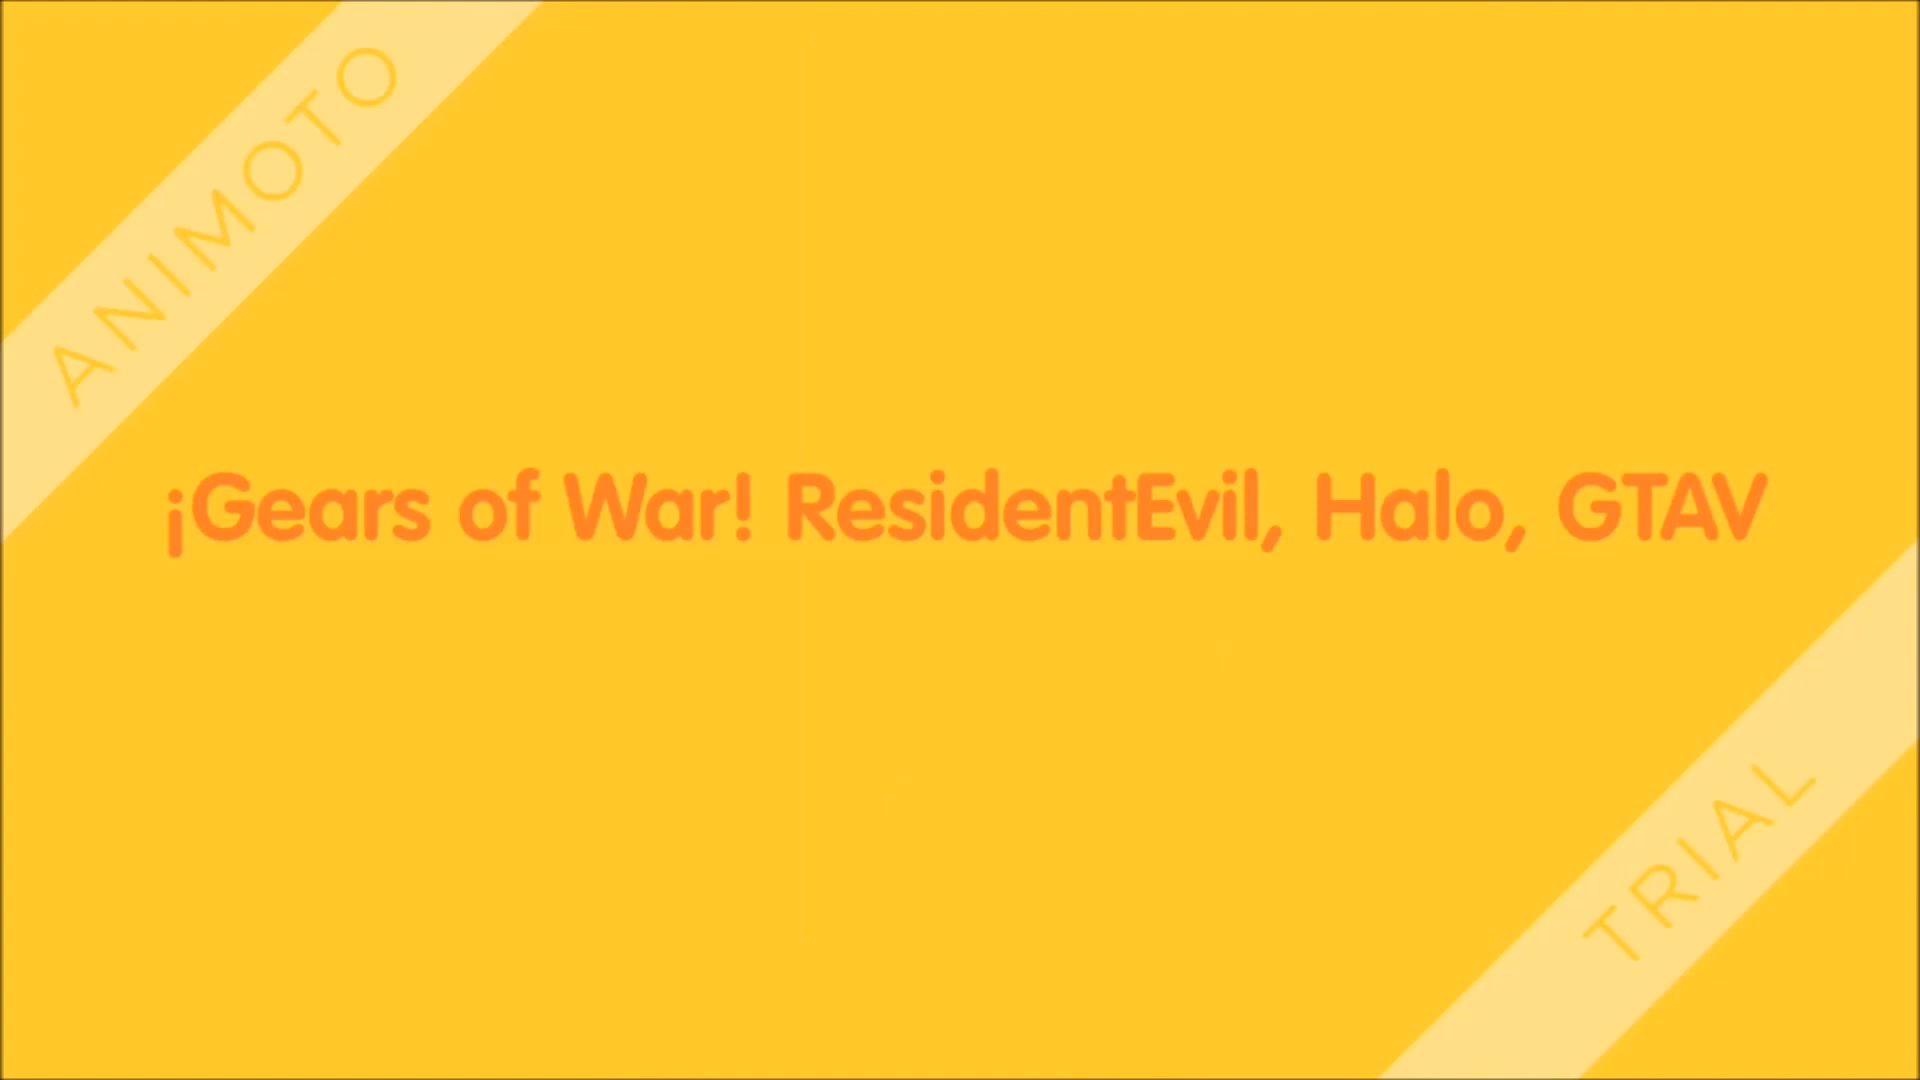 ANIMOTO
¡Gears of War! ResidentEvil, Halo, GTAV
TRIAL